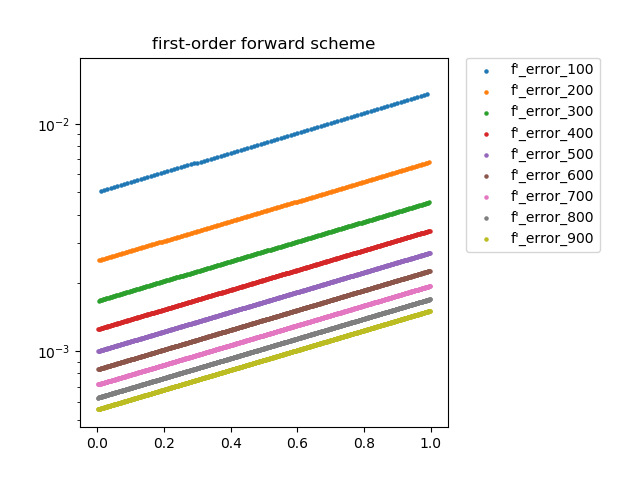 first-order forward scheme
10⁻²
10⁻³
0.0 0.2 0.4 0.6 0.8 1.0
f'_error_100
f'_error_200
f'_error_300
f'_error_400
f'_error_500
f'_error_600
f'_error_700
f'_error_800
f'_error_900